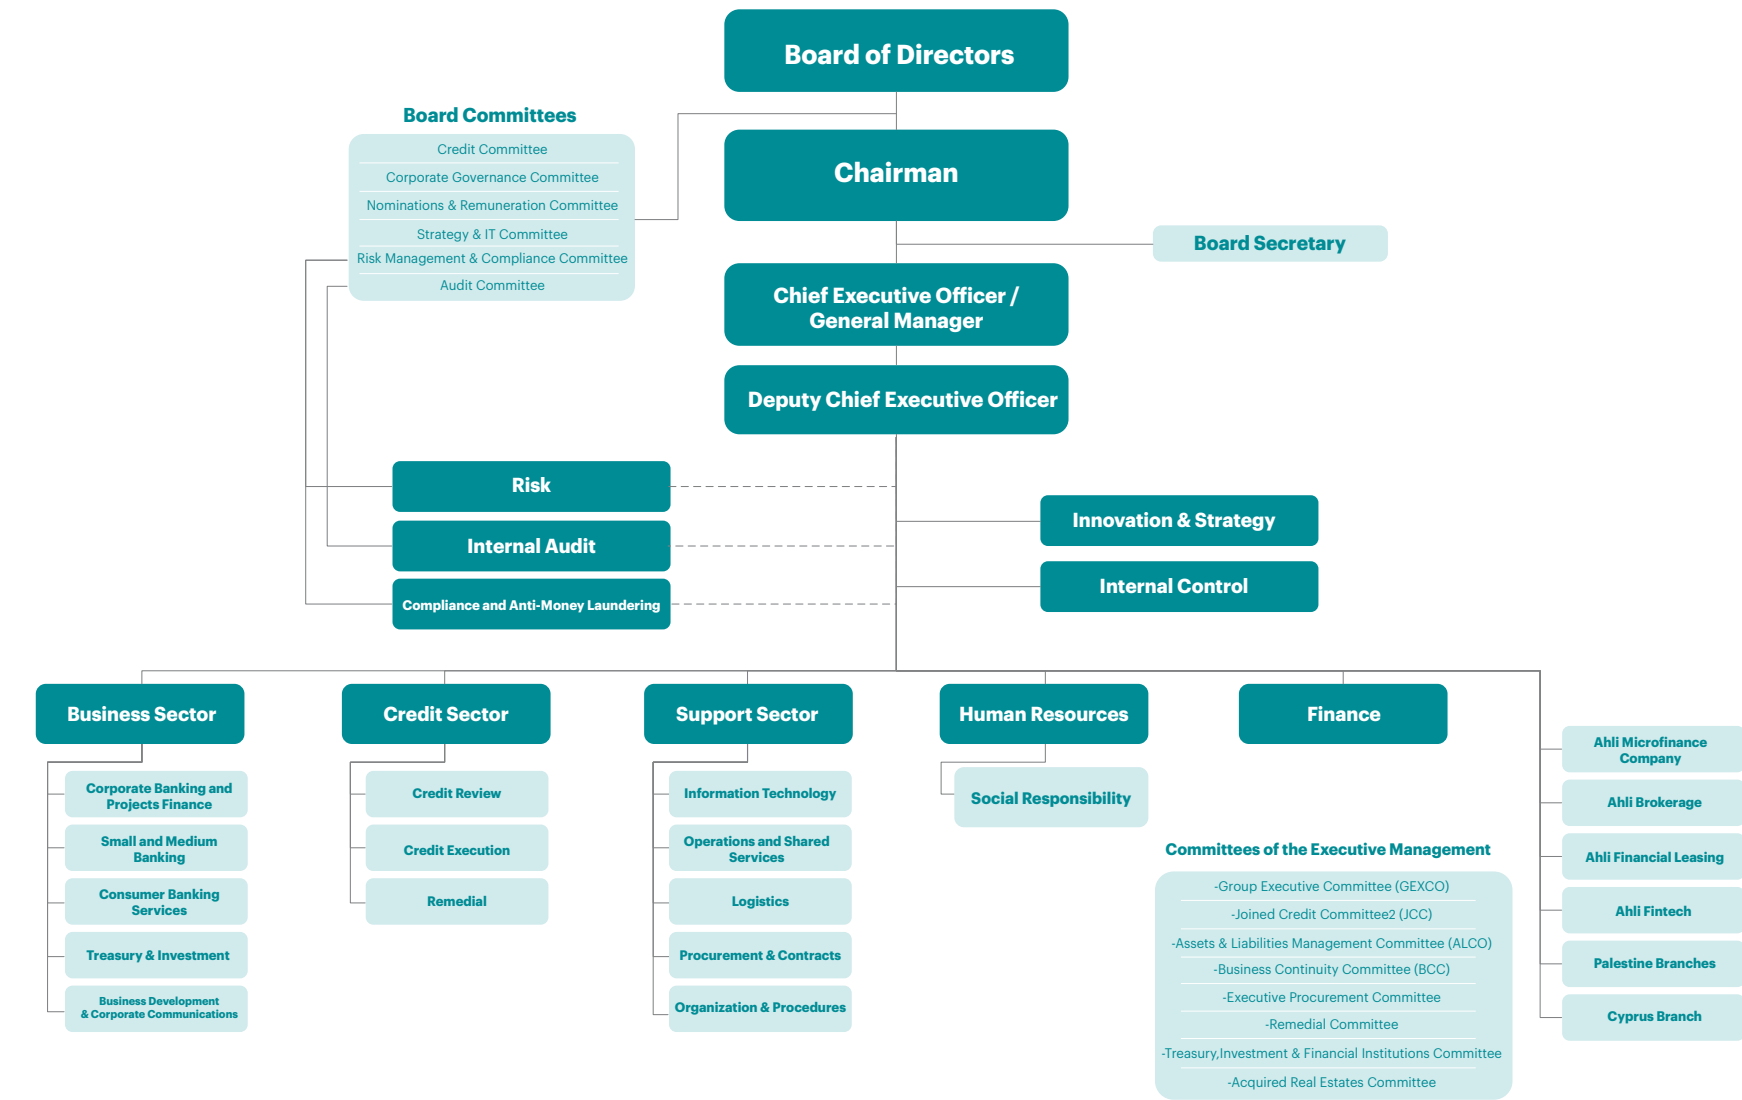 Board of Directors
Board Committees
Credit Committee
Corporate Governance Committee
Nominations & Remuneration Committee
Strategy & IT Committee
Risk Management & Compliance Committee
Audit Committee
Chairman
Board Secretary
Chief Executive Officer /
General Manager
Deputy Chief Executive Officer
Risk
Internal Audit
Compliance and Anti-Money Laundering
Innovation & Strategy
Internal Control
Business Sector
Corporate Banking and
Projects Finance
Small and Medium
Banking
Consumer Banking
Services
Treasury & Investment
Business Development
& Corporate Communications
Credit Sector
Credit Review
Credit Execution
Remedial
Support Sector
Information Technology
Operations and Shared
Services
Logistics
Procurement & Contracts
Organization & Procedures
Human Resources
Social Responsibility
Finance
Committees of the Executive Management
-Group Executive Committee (GEXCO)
-Joined Credit Committee2 (JCC)
-Assets & Liabilities Management Committee (ALCO)
-Business Continuity Committee (BCC)
-Executive Procurement Committee
-Remedial Committee
-Treasury,Investment & Financial Institutions Committee
-Acquired Real Estates Committee
Ahli Microfinance
Company
Ahli Brokerage
Ahli Financial Leasing
Ahli Fintech
Palestine Branches
Cyprus Branch